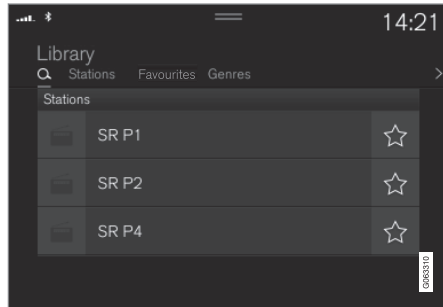 14:21
Library
Stations Favourites Genres
Stations
SR P1
SR P2
SR P4
G063310